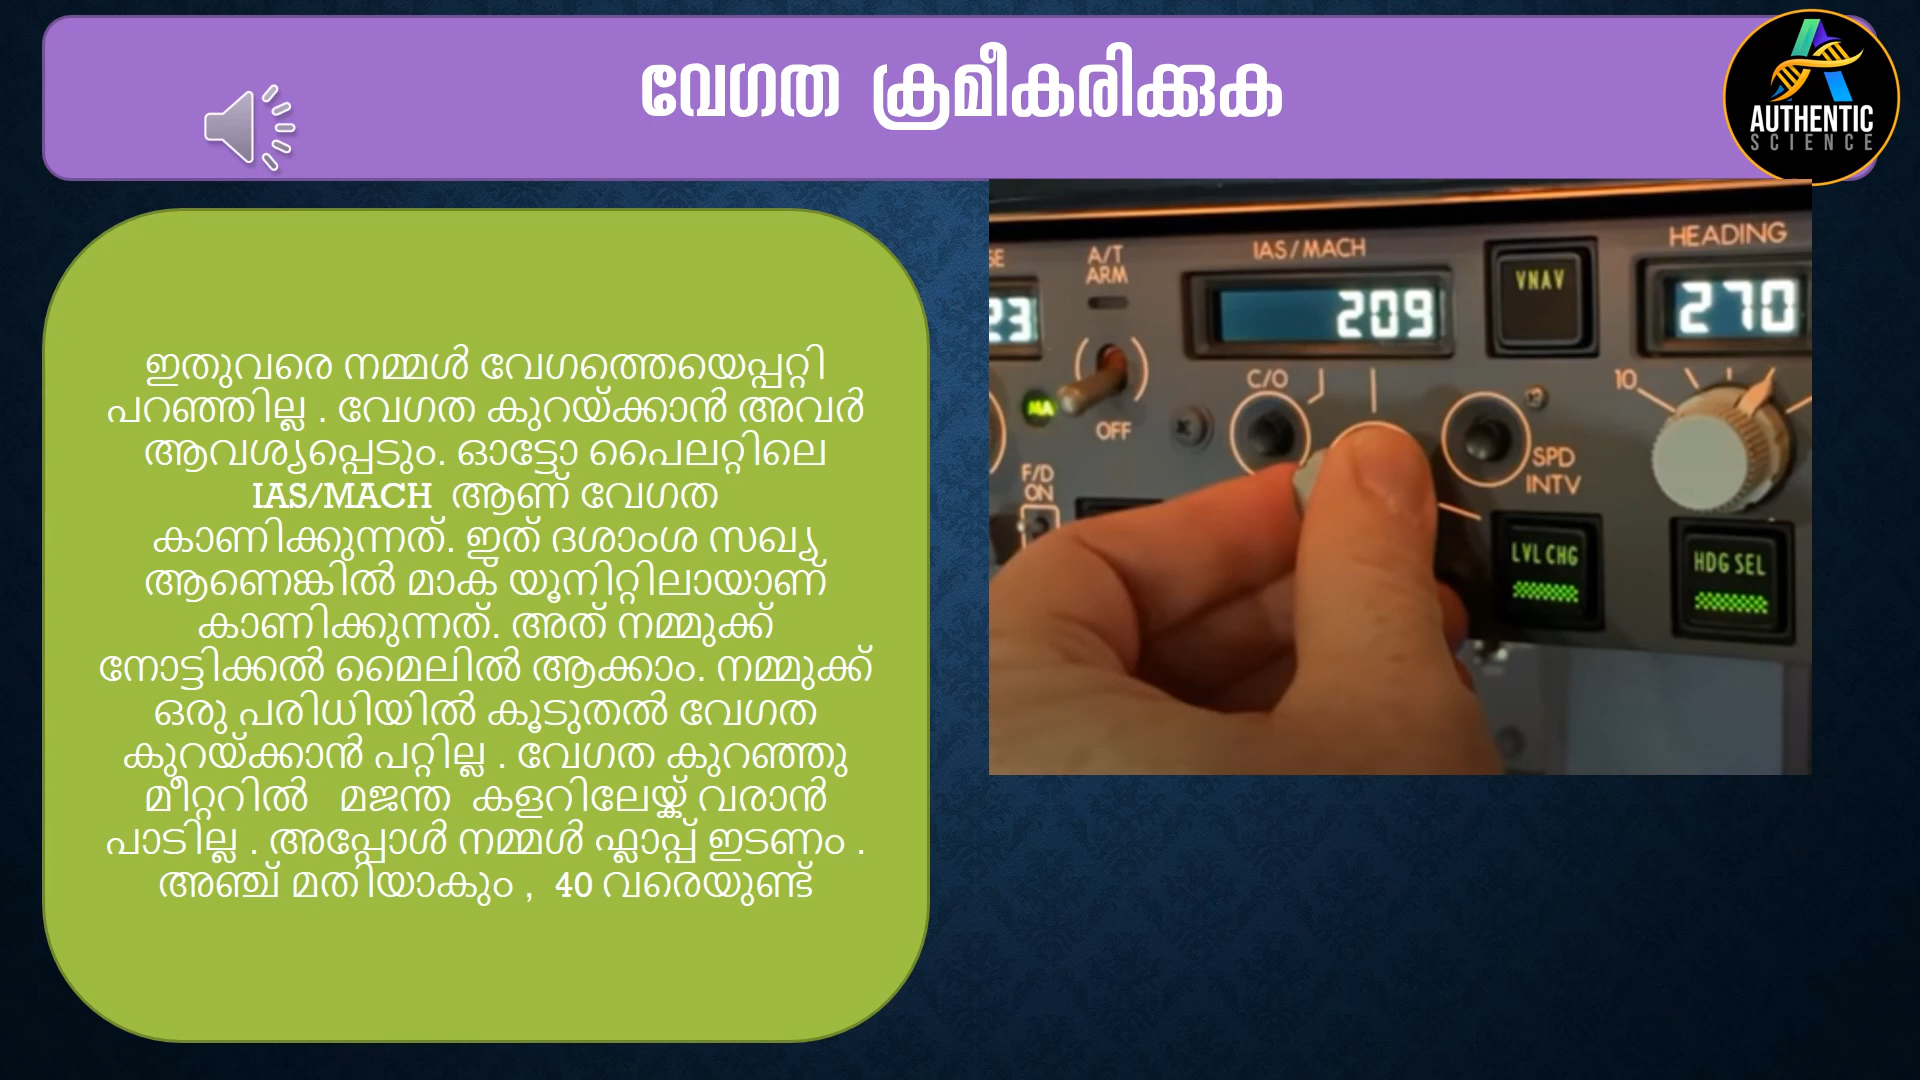 വേഗത ക്രമീകരിക്കുക
AUTHENTIC
SCIENCE
ഇതുവരെ നമ്മൾ വേഗത്തെയെപ്പറ്റി
പറഞ്ഞില്ല . വേഗത കുറയ്ക്കാൻ അവർ
ആവശ്യപ്പെടും. ഓട്ടോ പൈലറ്റിലെ
IAS/MACH ആണ് വേഗത
കാണിക്കുന്നത്. ഇത് ദശാംശ സഖ്യ
ആണെങ്കിൽ മാക് യൂനിറ്റിലായാണ്
കാണിക്കുന്നത്. അത് നമ്മുക്ക്
നോട്ടിക്കൽ മൈലിൽ ആക്കാം. നമ്മുക്ക്
ഒരു പരിധിയിൽ കൂടുതൽ വേഗത
കുറയ്ക്കാൻ പറ്റില്ല . വേഗത കുറഞ്ഞു
മീറ്ററിൽ മജന്ത കളറിലേയ്ക് വരാൻ
പാടില്ല . അപ്പോൾ നമ്മൾ ഫ്ലാപ്പ് ഇടണം .
അഞ്ച് മതിയാകും , 40 വരെയുണ്ട്
SE
A/T
ARM
IAS/MACH
HEADING
23
209
VNAV
270
C/O
10
MA
OFF
SPD
INTV
F/D
ON
LVL CHG
HDG SEL